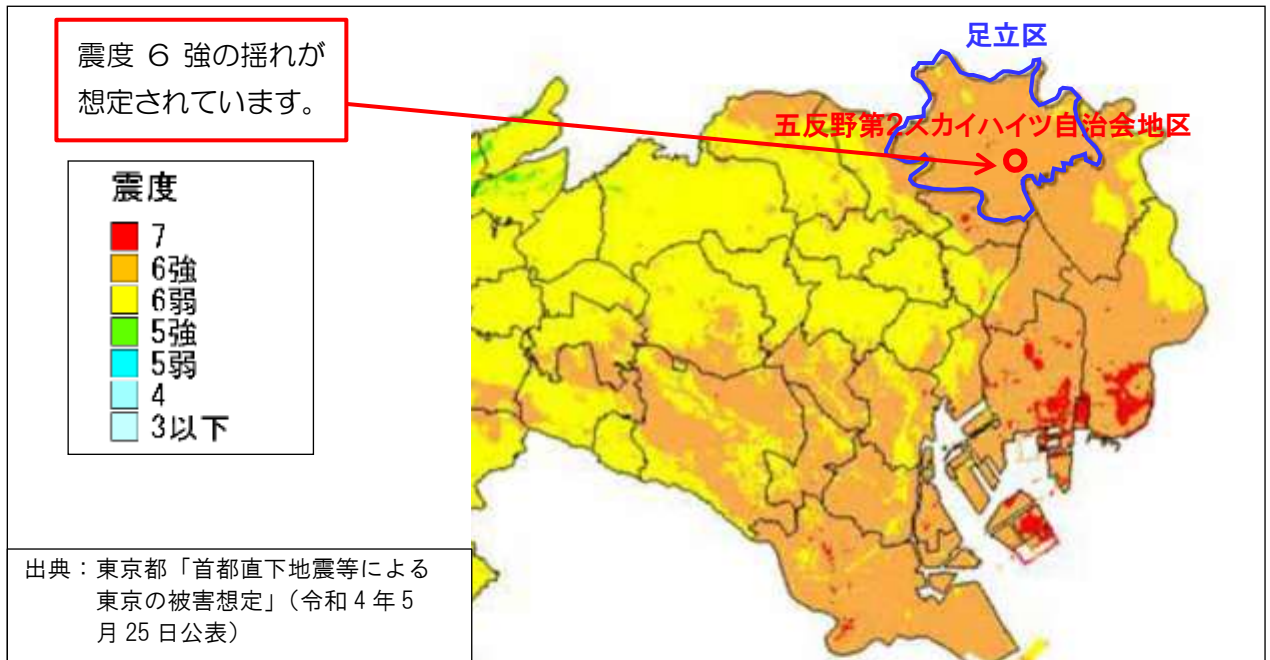 震度 6 強の揺れが
想定されています。
足立区
五反野第2スカイハイツ自治会地区
震度
7
6強
6弱
5強
5弱
4
3以下
出典：東京都「首都直下地震等による
東京の被害想定」（令和4年5
月25日公表）